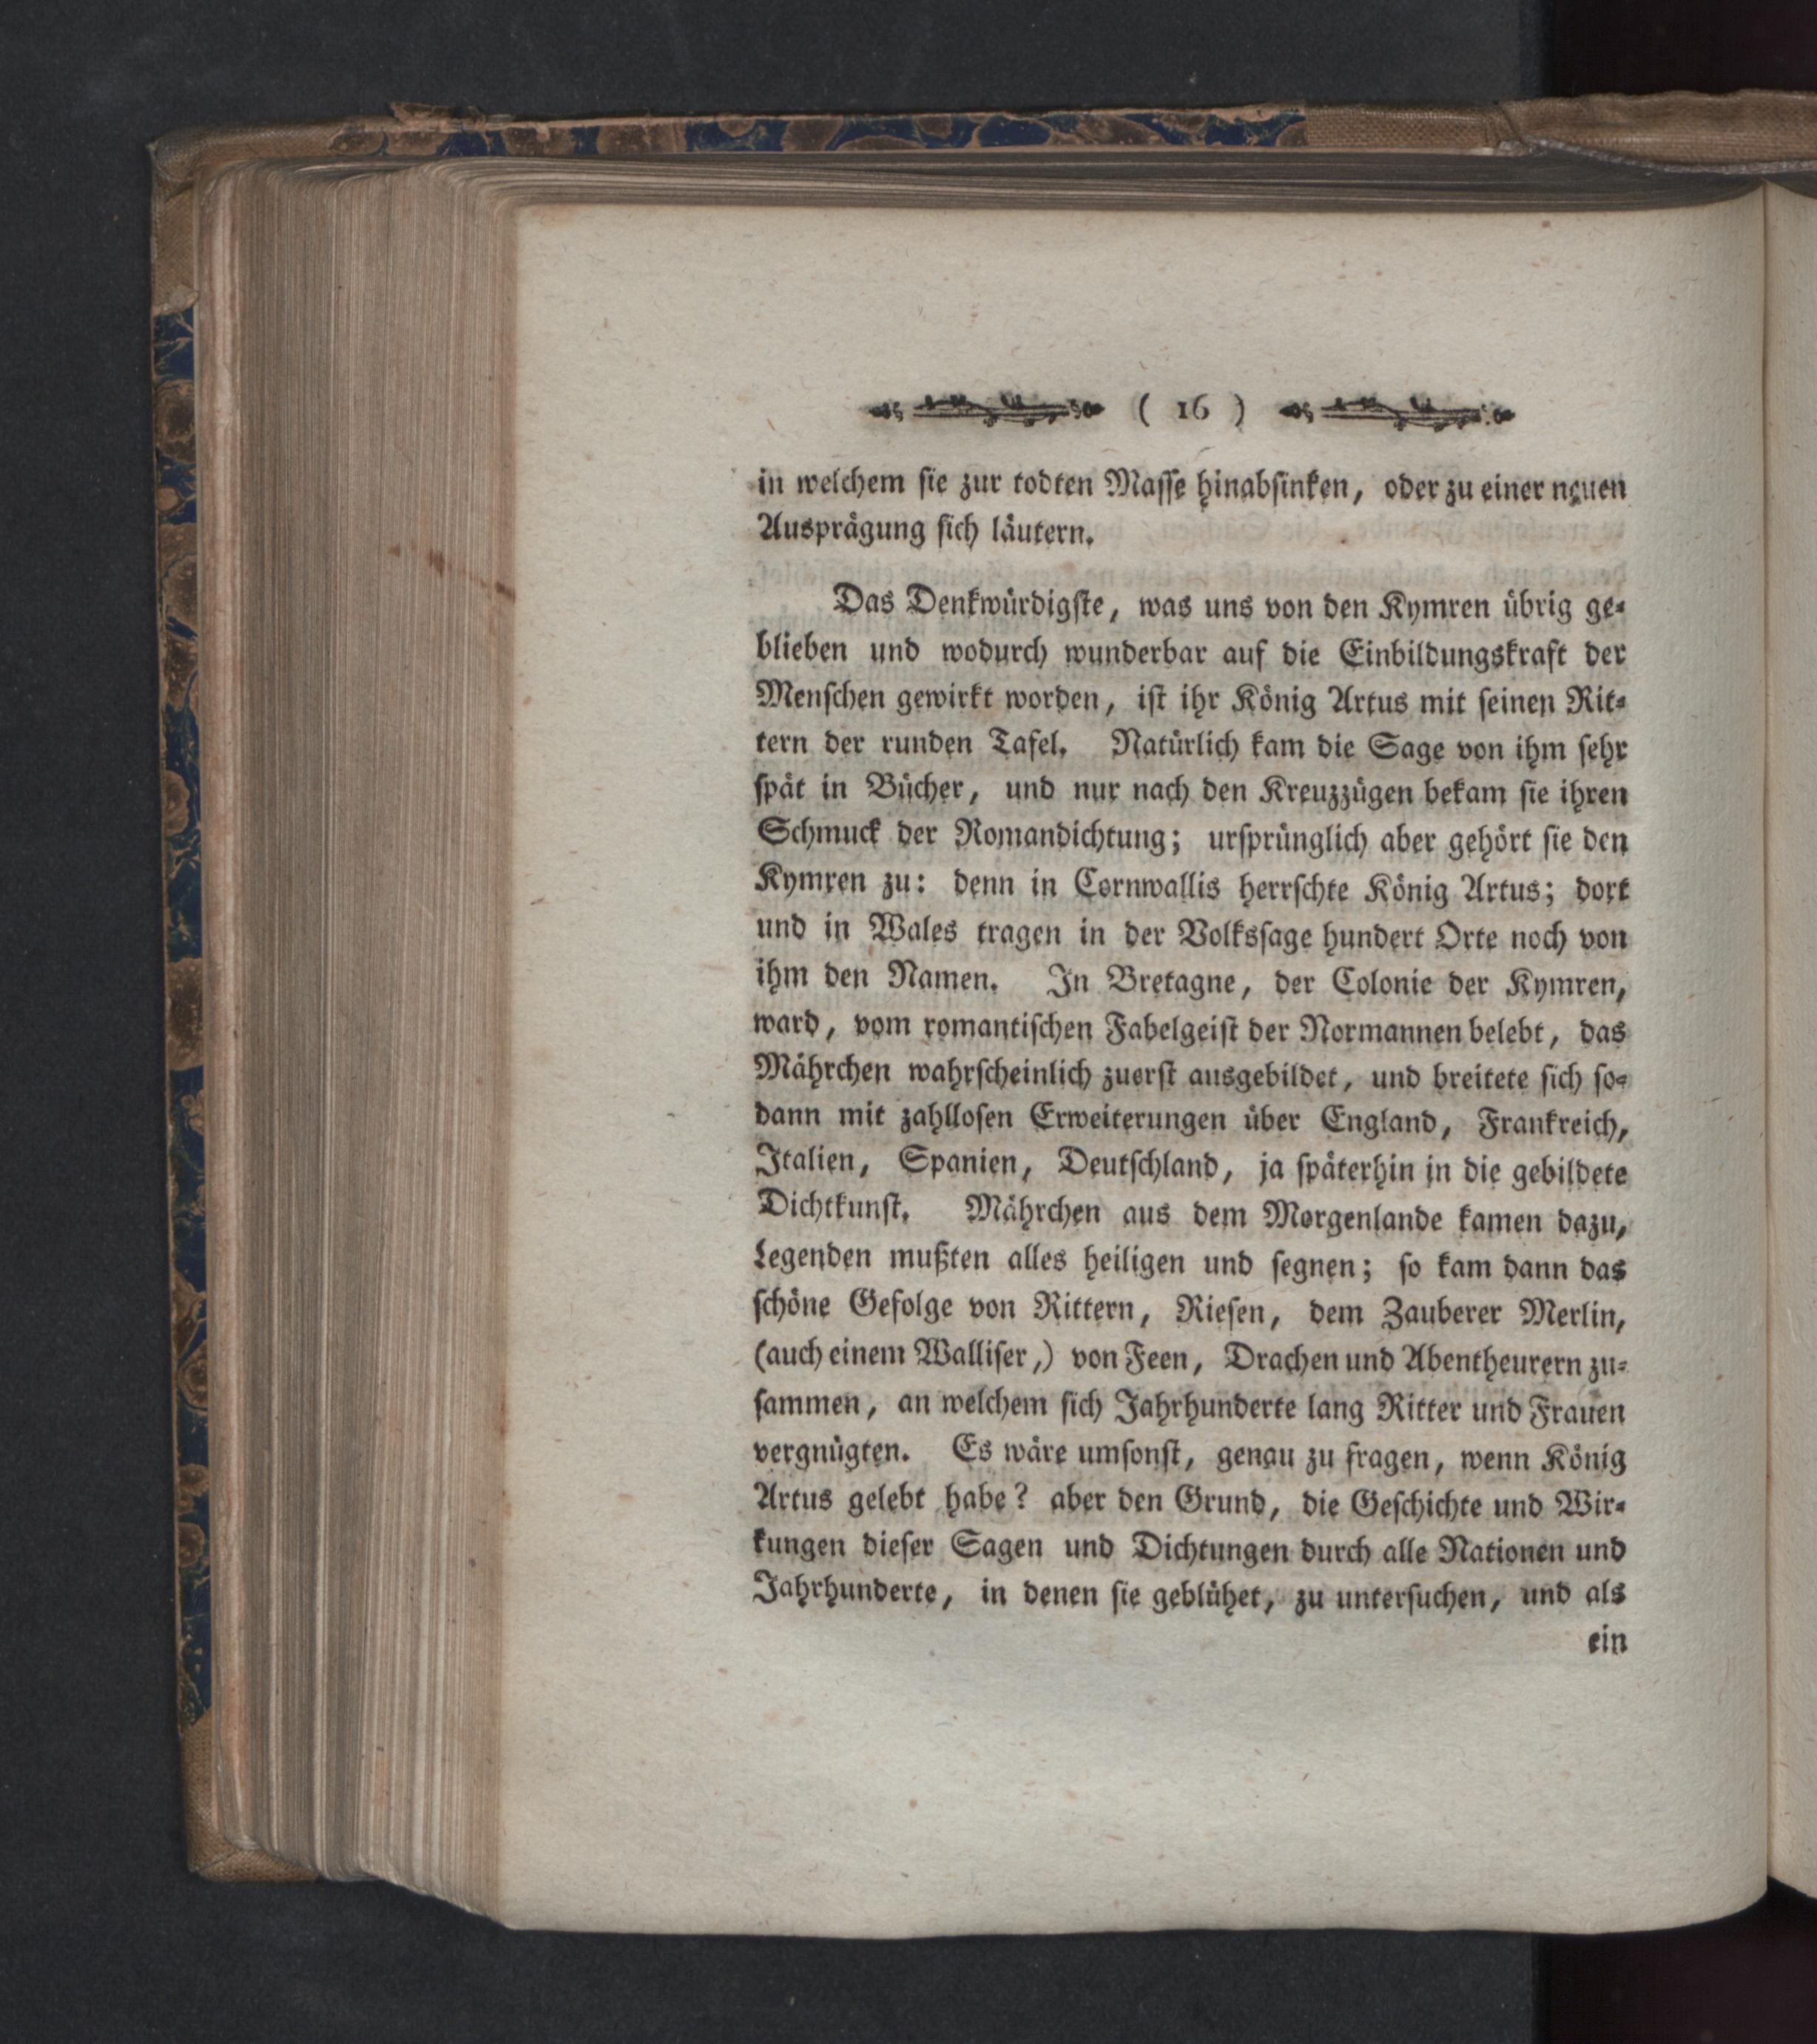 ( 16 )
in welchem sie zur todten Masse hinabsinken, oder zu einer neuen
Ausprägung sich läutern.
Das Denkwürdigste, was uns von den Kymren übrig ge-
blieben und wodurch wunderbar auf die Einbildungskraft der
Menschen gewirkt worden, ist ihr König Artus mit seinen Rit-
tern der runden Tafel. Natürlich kam die Sage von ihm sehr
spät in Bücher, und nur nach den Kreuzzügen bekam sie ihren
Schmuck der Romandichtung; ursprünglich aber gehört sie den
Kymren zu: denn in Cornwallis herrschte König Artus; dort
und in Wales tragen in der Volkssage hundert Orte noch von
ihm den Namen. In Bretagne, der Colonie der Kymren,
ward, vom romantischen Fabelgeist der Normannen belebt, das
Mährchen wahrscheinlich zuerst ausgebildet, und breitete sich so-
dann mit zahllosen Erweiterungen über England, Frankreich,
Italien, Spanien, Deutschland, ja späterhin in die gebildete
Dichtkunst. Mährchen aus dem Morgenlande kamen dazu,
Legenden mußten alles heiligen und segnen; so kam dann das
schöne Gefolge von Rittern, Riesen, dem Zauberer Merlin,
(auch einem Walliser,) von Feen, Drachen und Abentheurern zu-
sammen, an welchem sich Jahrhunderte lang Ritter und Frauen
vergnügten. Es wäre umsonst, genau zu fragen, wenn König
Artus gelebt habe? aber den Grund, die Geschichte und Wir-
kungen dieser Sagen und Dichtungen durch alle Nationen und
Jahrhunderte, in denen sie geblühet, zu untersuchen, und als
ein